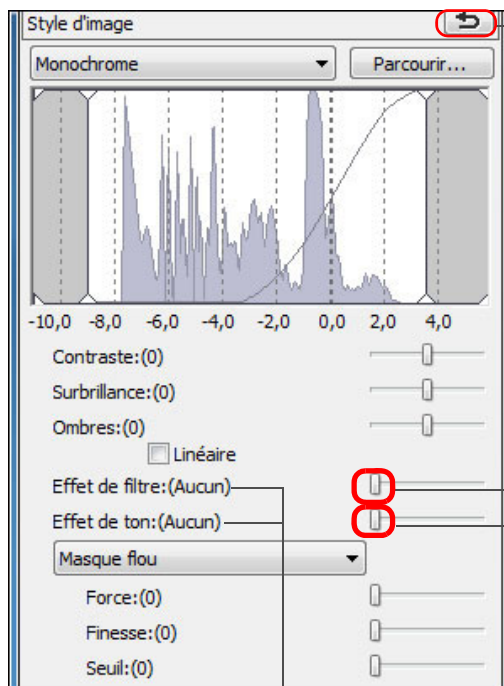 Style d'image
Monochrome Parcourir...
-10,0 -8,0 -6,0 -4,0 -2,0 0,0 2,0 4,0
Contraste:(0)
Surbrillance:(0)
Ombres:(0)
Linéaire
Effet de filtre:(Aucun)
Effet de ton:(Aucun)
Masque flou
Force:(0)
Finesse:(0)
Seuil:(0)